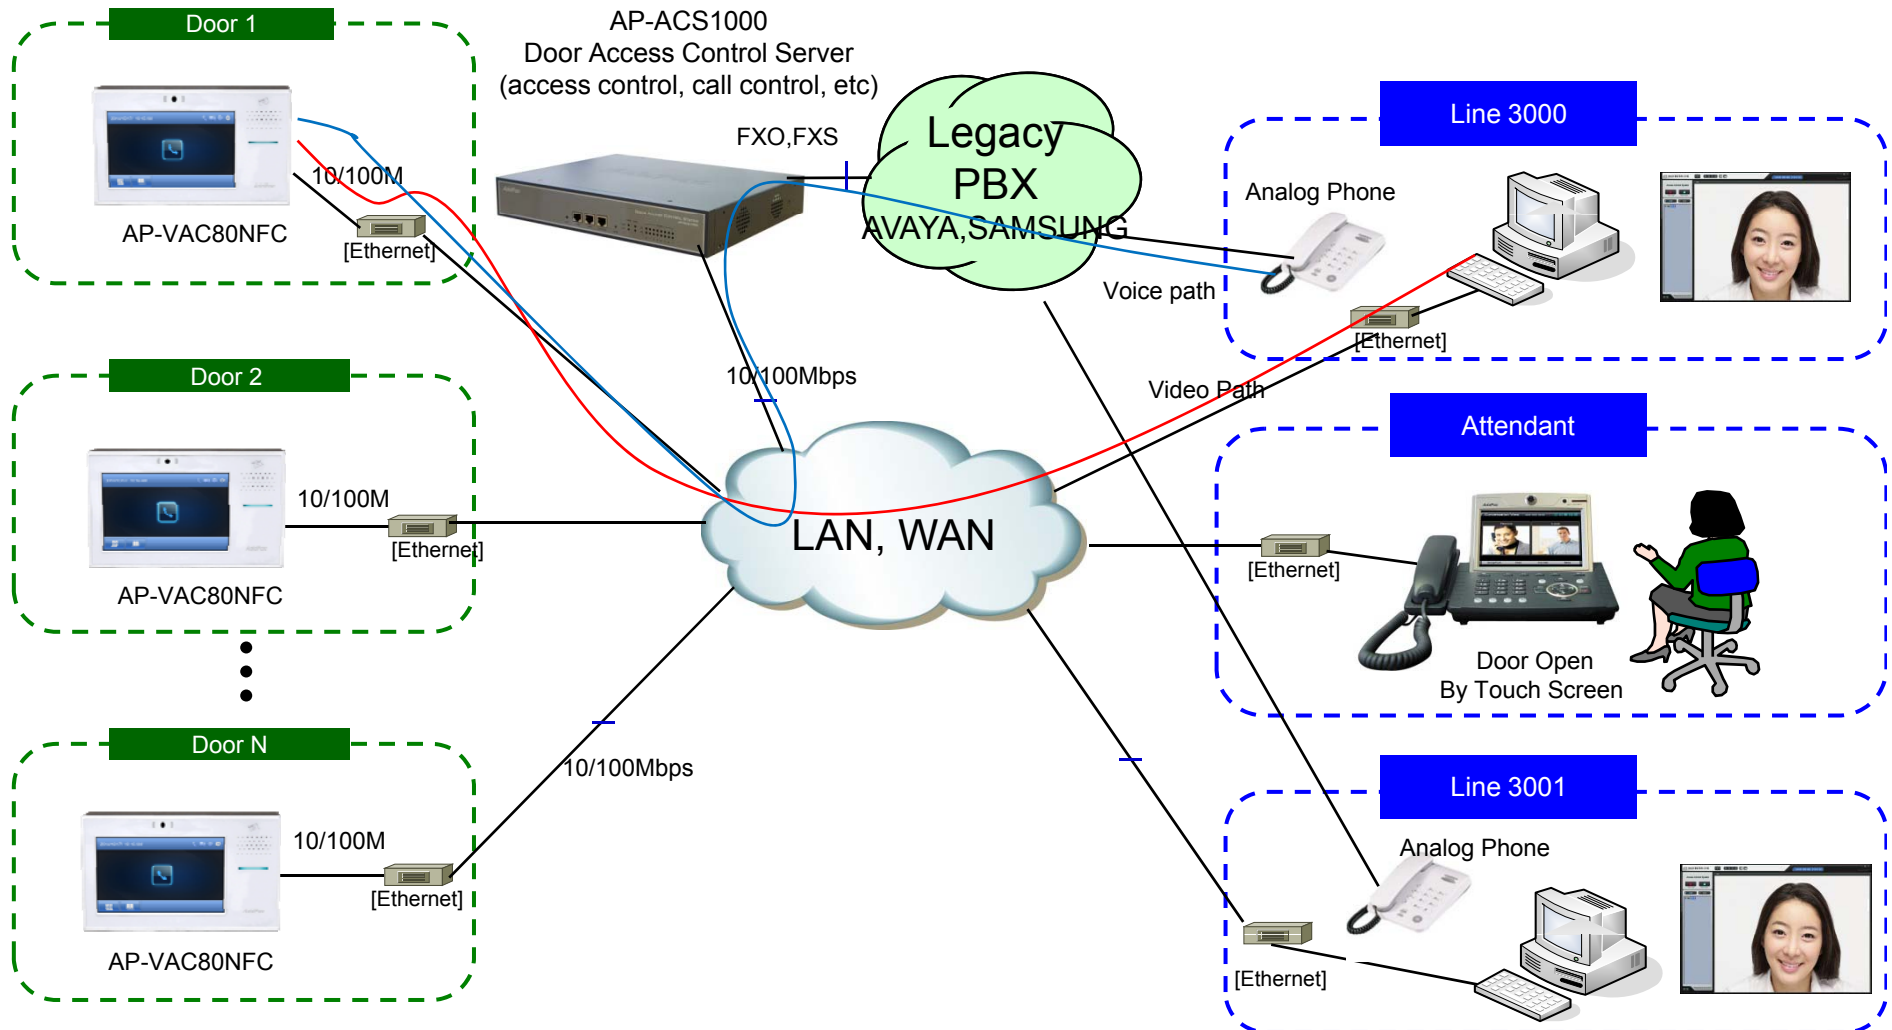 Door 1
AP-VAC80NFC
10/100M
[Ethernet]
AP-ACS1000
Door Access Control Server
(access control, call control, etc)
FXO,FXS
Legacy
PBX
AVAYA,SAMSUNG
Line 3000
Analog Phone
Voice path
[Ethernet]
Video Path
10/100Mbps
Door 2
10/100M
[Ethernet]
AP-VAC80NFC
LAN, WAN
Attendant
[Ethernet]
Door Open
By Touch Screen
Door N
10/100M
[Ethernet]
AP-VAC80NFC
10/100Mbps
Line 3001
Analog Phone
[Ethernet]